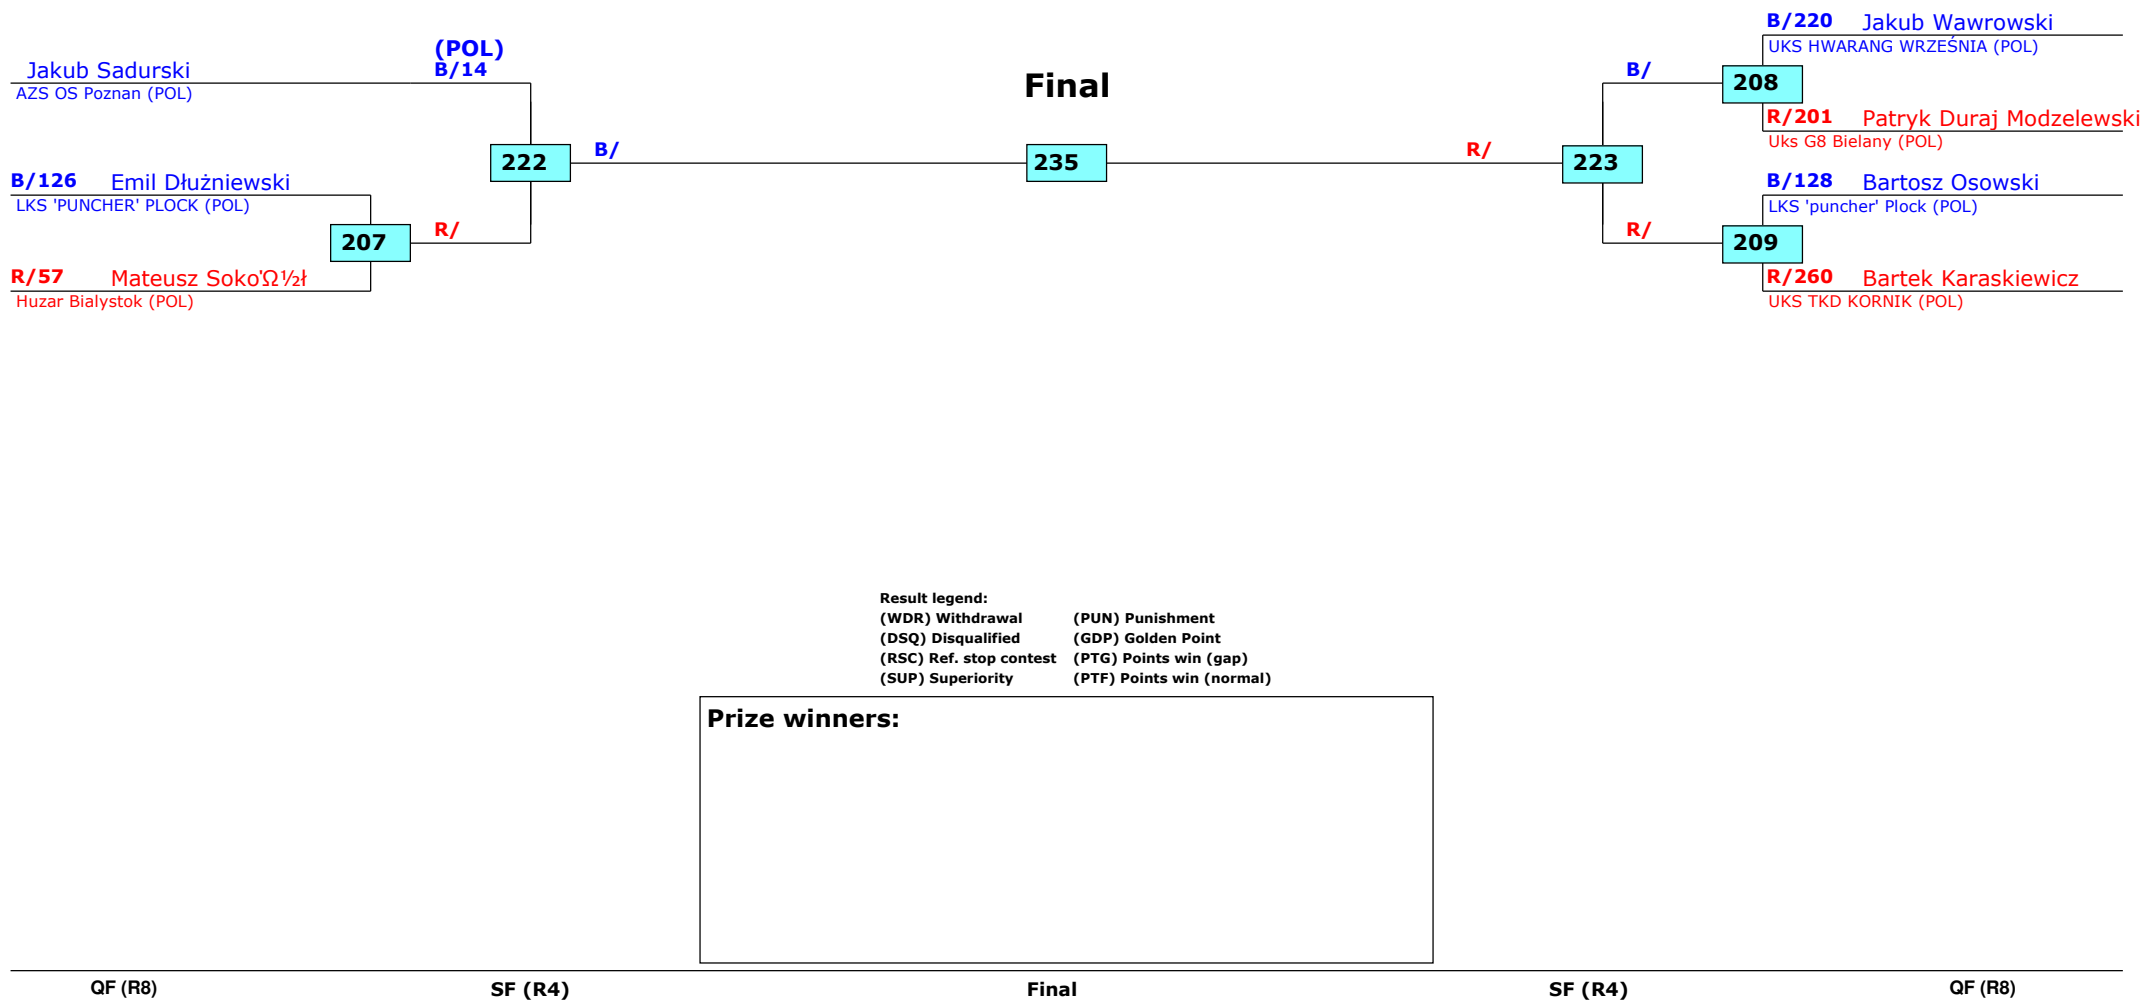 B/220 Jakub Wawrowski
UKS HWARANG WRZEŚNIA (POL)
(POL)
Jakub Sadurski B/14
AZS OS Poznan (POL)
Final
B/
208
R/201 Patryk Duraj Modzelewski
Uks G8 Bielany (POL)
222
B/
235
R/
223
B/126 Emil Dłużniewski
LKS 'PUNCHER' PLOCK (POL)
B/128 Bartosz Osowski
LKS 'puncher' Plock (POL)
207
R/
R/
209
R/57 Mateusz Soko'Ω½ł
Huzar Bialystok (POL)
R/260 Bartek Karaskiewicz
UKS TKD KORNIK (POL)
Result legend:
(WDR) Withdrawal (PUN) Punishment
(DSQ) Disqualified (GDP) Golden Point
(RSC) Ref. stop contest (PTG) Points win (gap)
(SUP) Superiority (PTF) Points win (normal)
Prize winners:
QF (R8) SF (R4) Final SF (R4) QF (R8)